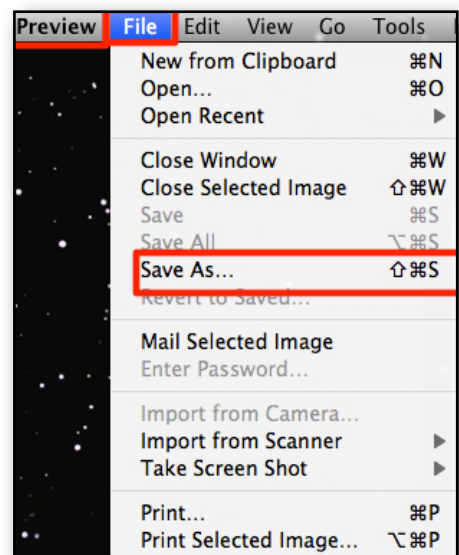 Preview File Edit View Go Tools
New from Clipboard ⌘N
Open... ⌘O
Open Recent ▶
Close Window ⌘W
Close Selected Image ⇧⌘W
Save ⌘S
Save All ⌥⌘S
Save As... ⇧⌘S
Revert to Saved...
Mail Selected Image
Enter Password...
Import from Camera...
Import from Scanner ▶
Take Screen Shot ▶
Print... ⌘P
Print Selected Image... ⌥⌘P